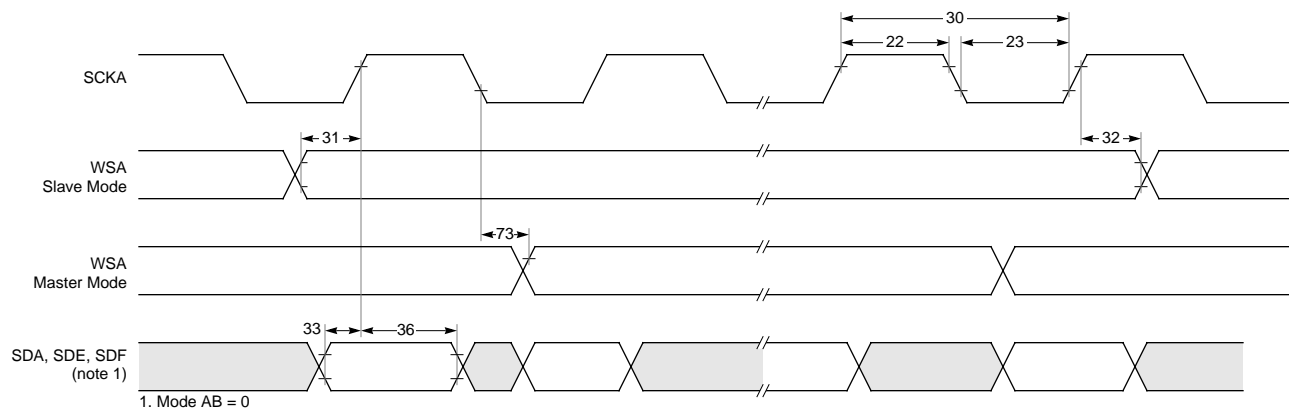 30
22
23
SCKA
31
32
WSA
Slave Mode
73
WSA
Master Mode
33
36
SDA, SDE, SDF
(note 1)
1. Mode AB = 0